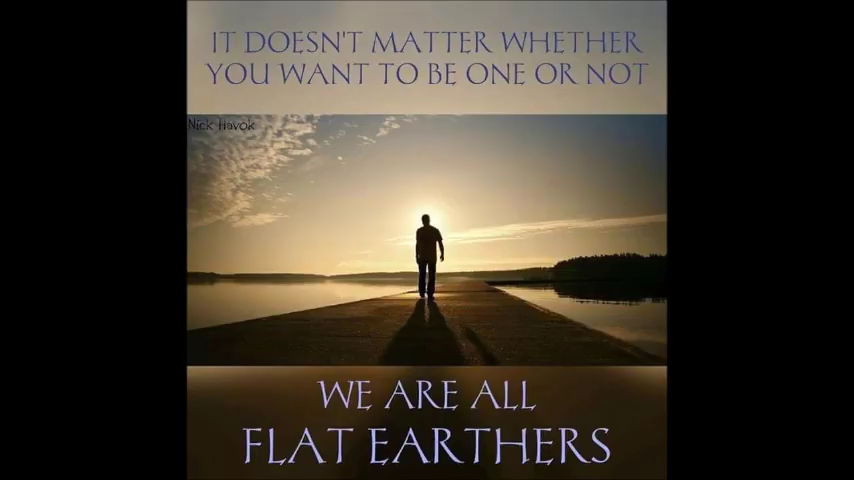 IT DOESN'T MATTER WHETHER
YOU WANT TO BE ONE OR NOT
Nick Havok
WE ARE ALL
FLAT EARTHERS